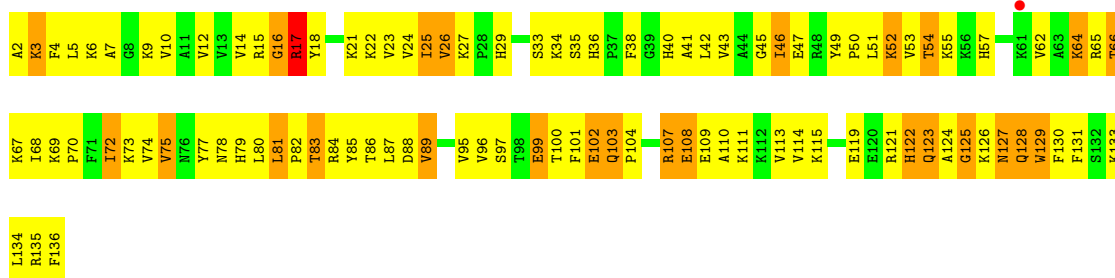 A2 K3 F4 L5 K6 A7 G8 K9 V10 A11 V12 V13 V14 R15 G16 R17 Y18 K21 K22 V23 V24 I25 V26 K27 P28 H29 S33 K34 S35 H36 P37 F38 G39 H40 A41 L42 V43 A44 G45 I46 E47 R48 Y49 P50 L51 K52 V53 T54 K55 K56 H57 K61 V62 A63 K64 R65 T66
K67 I68 K69 P70 F71 I72 K73 V74 V75 N76 Y77 N78 H79 L80 L81 P82 T83 R84 Y85 T86 L87 D88 V89 V95 V96 S97 T98 E99 T100 F101 E102 Q103 P104 R107 E108 E109 A110 K111 K112 V113 V114 K115 E119 E120 R121 H122 Q123 A124 G125 K126 N127 Q128 W129 F130 F131 S132 K133
L134 R135 F136